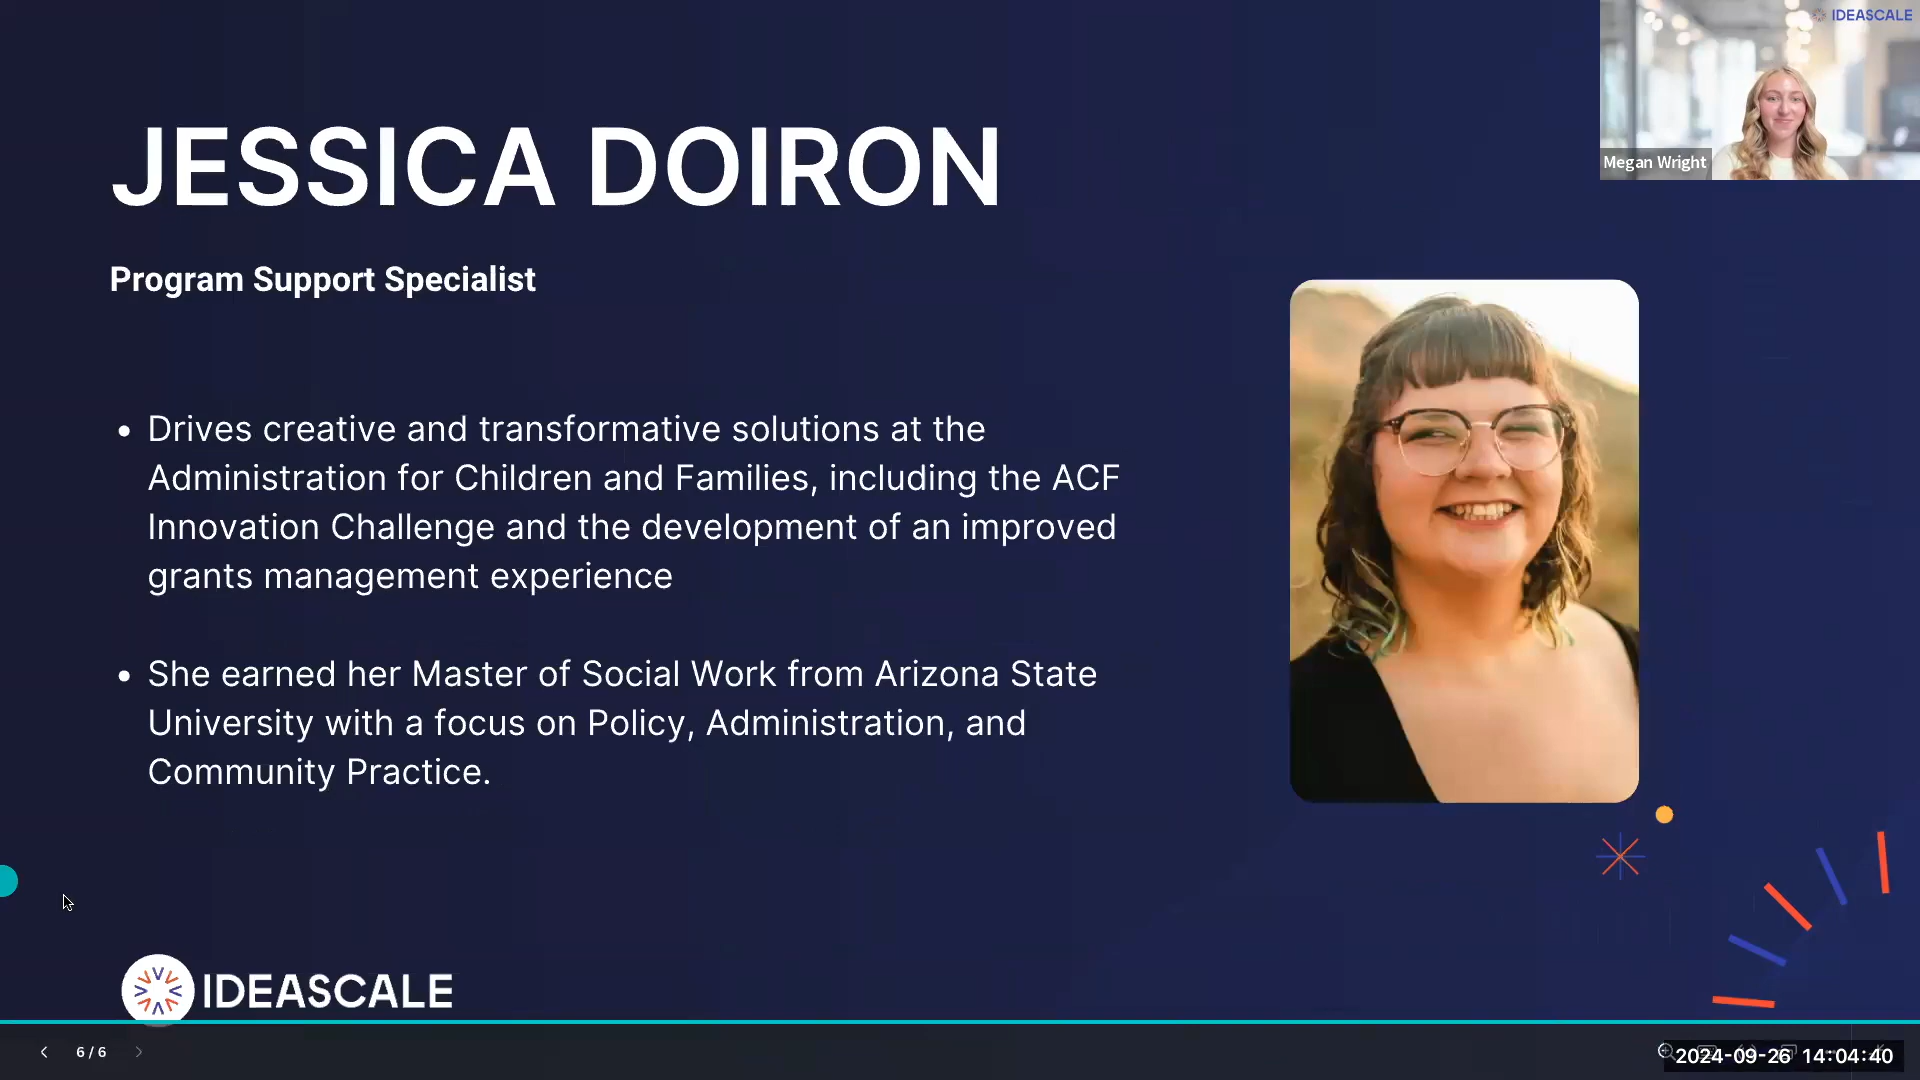 IDEASCALE
Megan Wright
JESSICA DOIRON
Program Support Specialist
• Drives creative and transformative solutions at the
Administration for Children and Families, including the ACF
Innovation Challenge and the development of an improved
grants management experience
• She earned her Master of Social Work from Arizona State
University with a focus on Policy, Administration, and
Community Practice.
IDEASCALE
6 / 6
2024-09-26 14:04:40